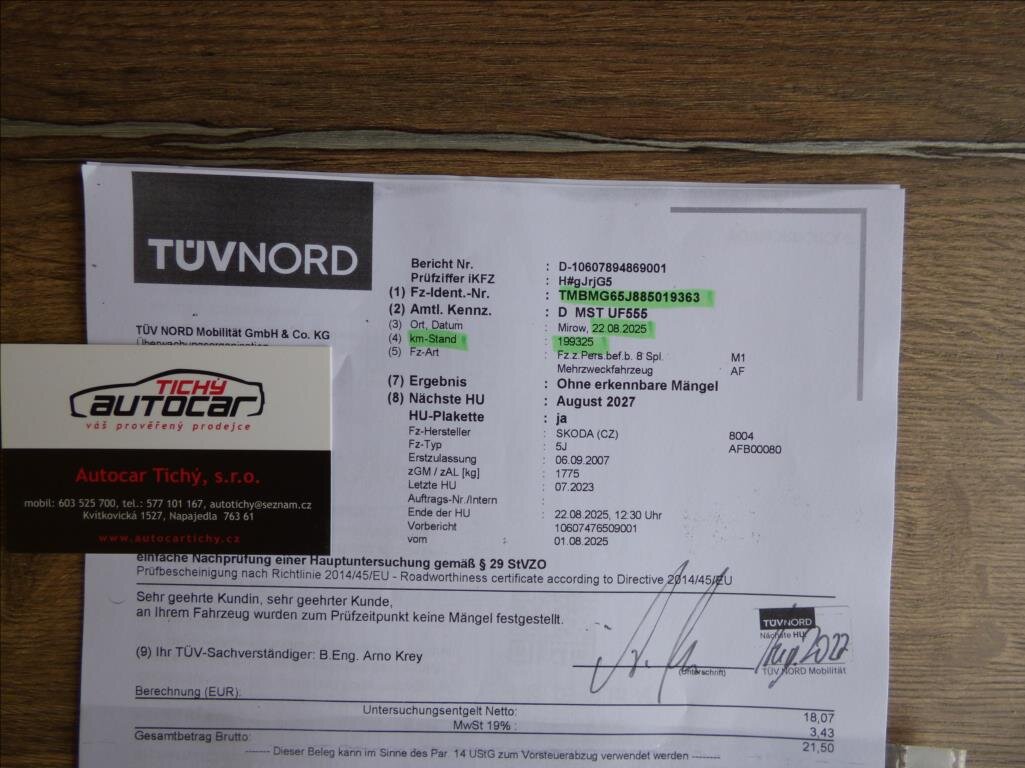 TÜVNORD
Bericht Nr. : D-10607894869001
Prüfziffer iKFZ : H#gJrjG5
(1) Fz-Ident.-Nr. : TMBMG65J885019363
(2) Amtl. Kennz. : D MST UF555
(3) Ort, Datum : Mirow, 22.08.2025
(4) km-Stand : 199325
(5) Fz-Art : Fz.z.Pers.bef.b. 8 Spl. M1
Mehrzweckfahrzeug AF
(7) Ergebnis : Ohne erkennbare Mängel
(8) Nächste HU : August 2027
HU-Plakette : ja
Fz-Hersteller : SKODA (CZ) 8004
Fz-Typ : 5J AFB00080
Erstzulassung : 06.09.2007
zGM / zAL [kg] : 1775
Letzte HU : 07.2023
Auftrags-Nr./Intern :
Ende der HU : 22.08.2025, 12:30 Uhr
Vorbericht : 10607476509001
vom : 01.08.2025
TÜV NORD Mobilität GmbH & Co. KG
Überwachungsorganisation
TICHÝ
autocar
váš prověřený prodejce
Autocar Tichý, s.r.o.
mobil: 603 525 700, tel.: 577 101 167, autotichy@seznam.cz
Kvítkovická 1527, Napajedla 763 61
www.autocartichy.cz
einfache Nachprüfung einer Hauptuntersuchung gemäß § 29 StVZO
Prüfbescheinigung nach Richtlinie 2014/45/EU - Roadworthiness certificate according to Directive 2014/45/EU
Sehr geehrte Kundin, sehr geehrter Kunde,
an Ihrem Fahrzeug wurden zum Prüfzeitpunkt keine Mängel festgestellt.
TÜVNORD
Nächste HU
(9) Ihr TÜV-Sachverständiger: B.Eng. Arno Krey
(Unterschrift)
TÜV NORD Mobilität
Berechnung (EUR):
Untersuchungsentgelt Netto: 18,07
MwSt 19% : 3,43
Gesamtbetrag Brutto: 21,50
------- Dieser Beleg kann im Sinne des Par. 14 UStG zum Vorsteuerabzug verwendet werden --------